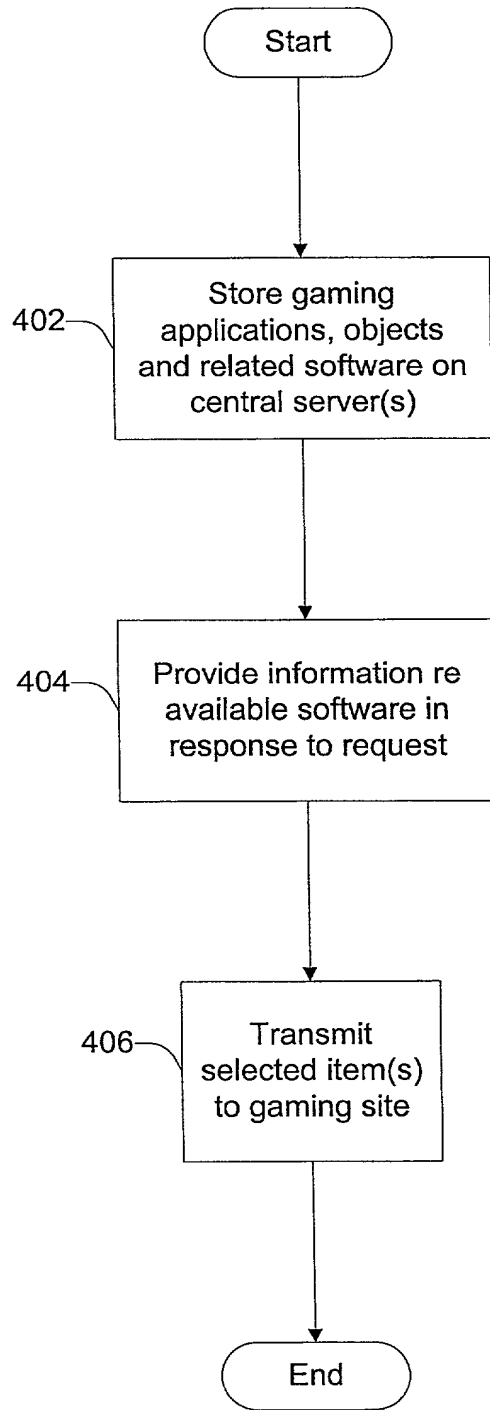 Start
402
Store gaming
applications, objects
and related software on
central server(s)
404
Provide information re
available software in
response to request
406
Transmit
selected item(s)
to gaming site
End